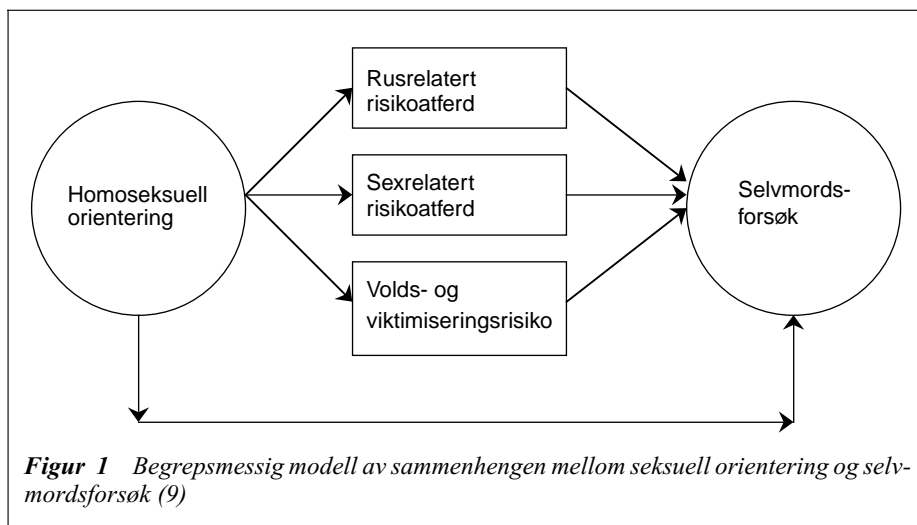 Rusrelatert
risikoatferd
Homoseksuell
orientering
Sexrelatert
risikoatferd
Selvmords-
forsøk
Volds- og
viktimiseringsrisiko
Figur 1 Begrepsmessig modell av sammenhengen mellom seksuell orientering og selv-
mordsforsøk (9)